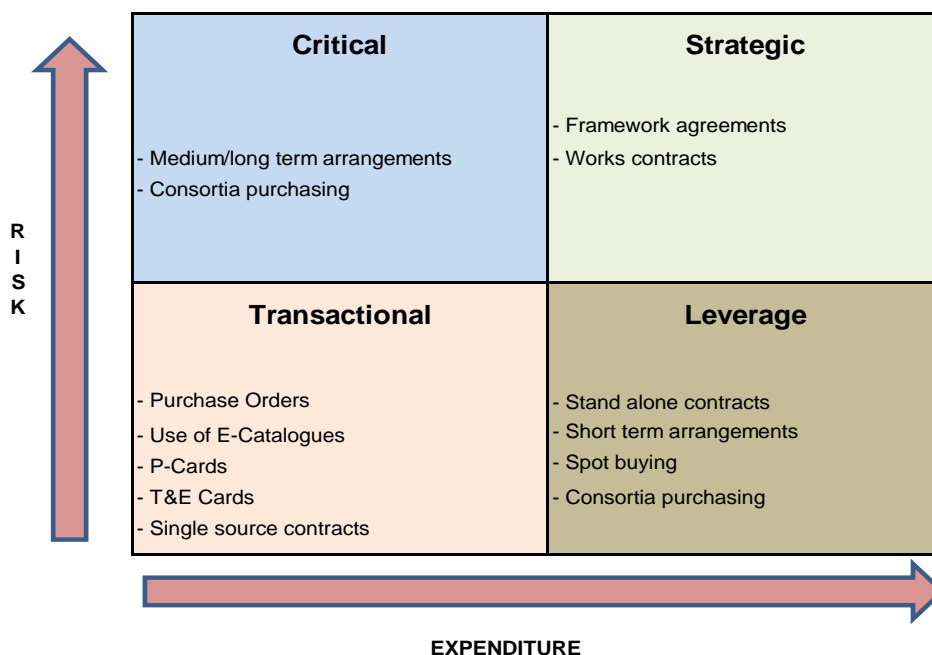 Critical
- Medium/long term arrangements
- Consortia purchasing
Strategic
- Framework agreements
- Works contracts
R
I
S
K
Transactional
- Purchase Orders
- Use of E-Catalogues
- P-Cards
- T&E Cards
- Single source contracts
Leverage
- Stand alone contracts
- Short term arrangements
- Spot buying
- Consortia purchasing
EXPENDITURE